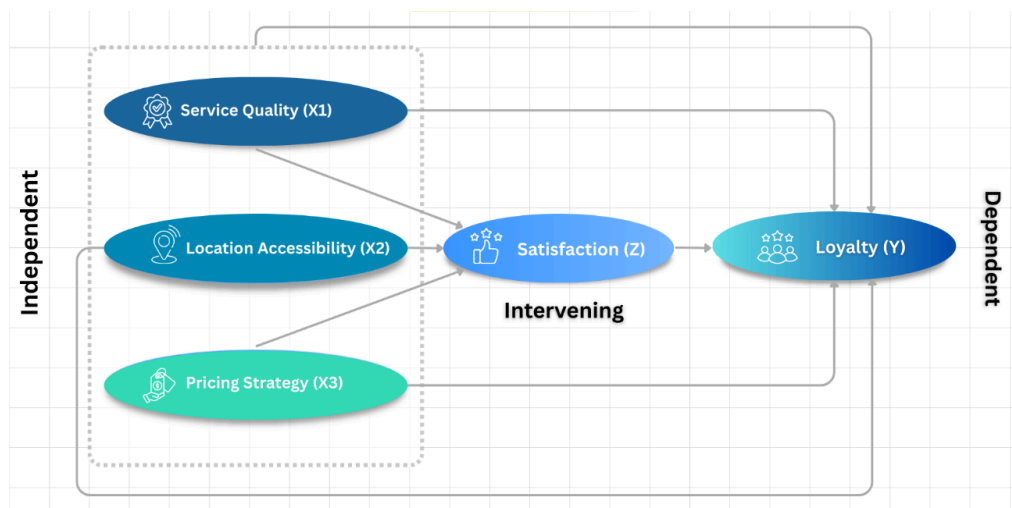 Independent
Service Quality (X1)
Location Accessibility (X2)
Pricing Strategy (X3)
Satisfaction (Z)
Intervening
Loyalty (Y)
Dependent